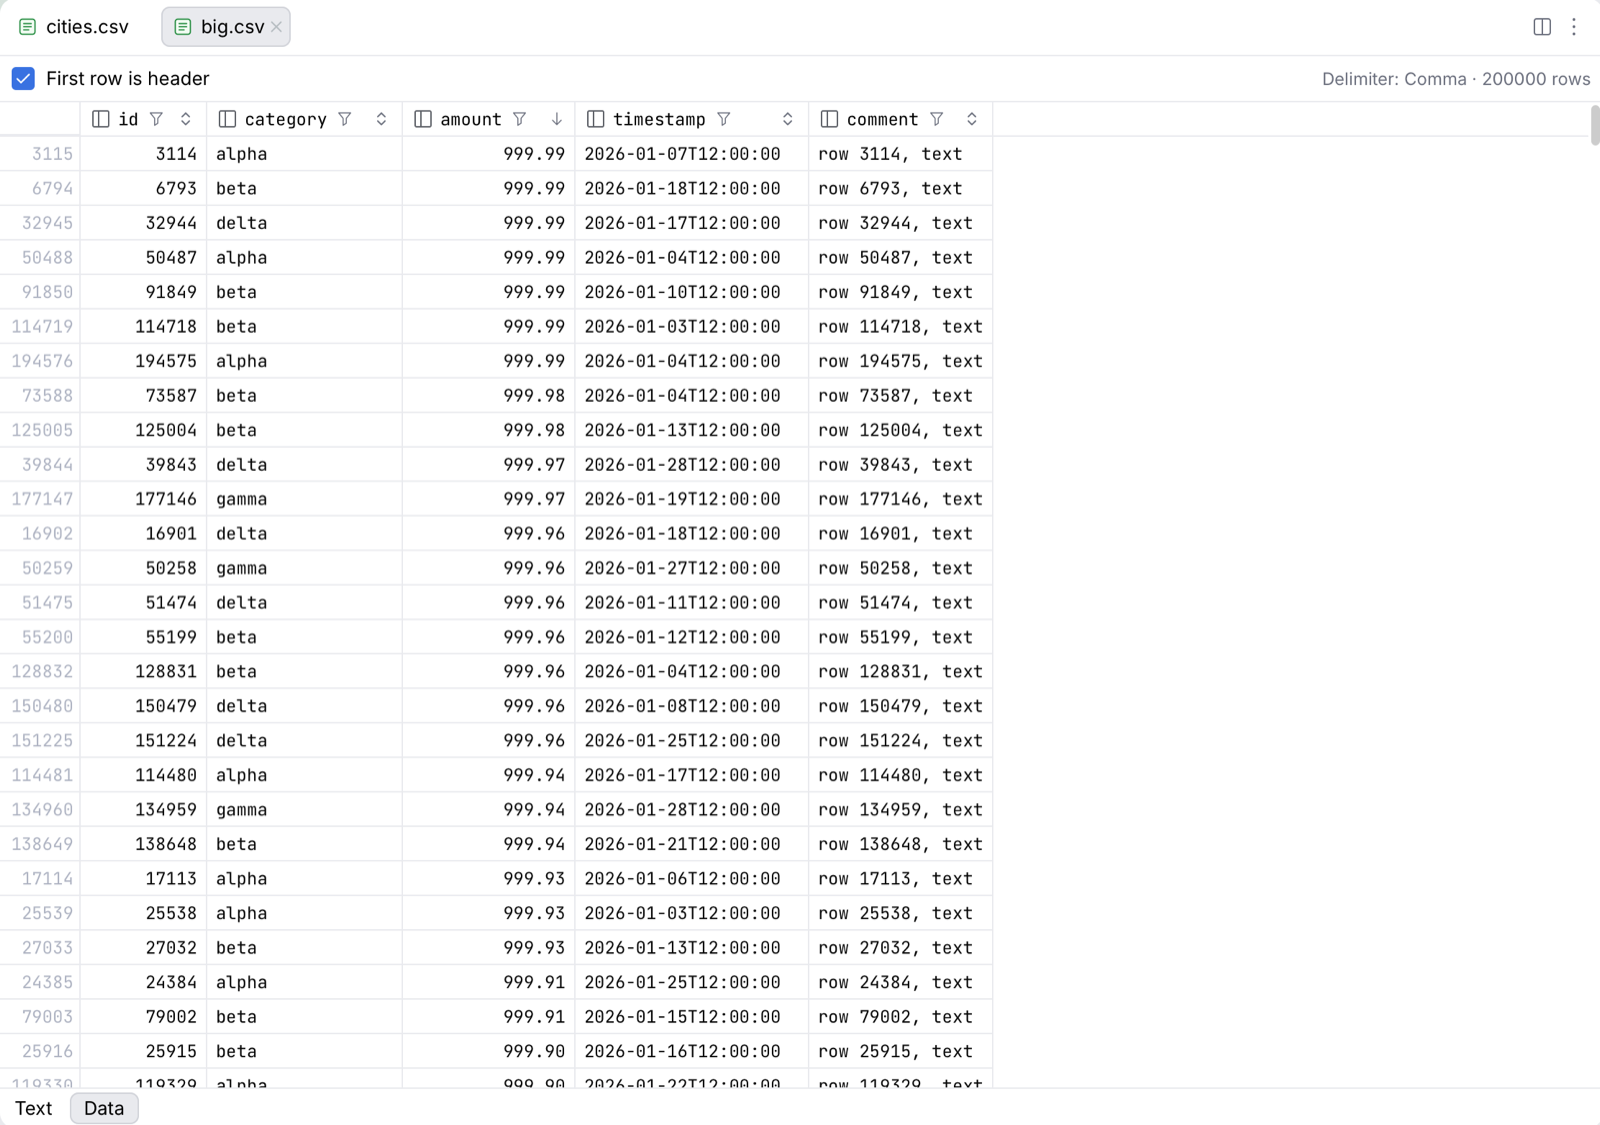 cities.csv big.csv
First row is header Delimiter: Comma · 200000 rows
id category amount timestamp comment
3115 3114 alpha 999.99 2026-01-07T12:00:00 row 3114, text
6794 6793 beta 999.99 2026-01-18T12:00:00 row 6793, text
32945 32944 delta 999.99 2026-01-17T12:00:00 row 32944, text
50488 50487 alpha 999.99 2026-01-04T12:00:00 row 50487, text
91850 91849 beta 999.99 2026-01-10T12:00:00 row 91849, text
114719 114718 beta 999.99 2026-01-03T12:00:00 row 114718, text
194576 194575 alpha 999.99 2026-01-04T12:00:00 row 194575, text
73588 73587 beta 999.98 2026-01-04T12:00:00 row 73587, text
125005 125004 beta 999.98 2026-01-13T12:00:00 row 125004, text
39844 39843 delta 999.97 2026-01-28T12:00:00 row 39843, text
177147 177146 gamma 999.97 2026-01-19T12:00:00 row 177146, text
16902 16901 delta 999.96 2026-01-18T12:00:00 row 16901, text
50259 50258 gamma 999.96 2026-01-27T12:00:00 row 50258, text
51475 51474 delta 999.96 2026-01-11T12:00:00 row 51474, text
55200 55199 beta 999.96 2026-01-12T12:00:00 row 55199, text
128832 128831 beta 999.96 2026-01-04T12:00:00 row 128831, text
150480 150479 delta 999.96 2026-01-08T12:00:00 row 150479, text
151225 151224 delta 999.96 2026-01-25T12:00:00 row 151224, text
114481 114480 alpha 999.94 2026-01-17T12:00:00 row 114480, text
134960 134959 gamma 999.94 2026-01-28T12:00:00 row 134959, text
138649 138648 beta 999.94 2026-01-21T12:00:00 row 138648, text
17114 17113 alpha 999.93 2026-01-06T12:00:00 row 17113, text
25539 25538 alpha 999.93 2026-01-03T12:00:00 row 25538, text
27033 27032 beta 999.93 2026-01-13T12:00:00 row 27032, text
24385 24384 alpha 999.91 2026-01-25T12:00:00 row 24384, text
79003 79002 beta 999.91 2026-01-15T12:00:00 row 79002, text
25916 25915 beta 999.90 2026-01-16T12:00:00 row 25915, text
119330 119329 alpha 999.90 2026-01-22T12:00:00 row 119329, text
Text Data